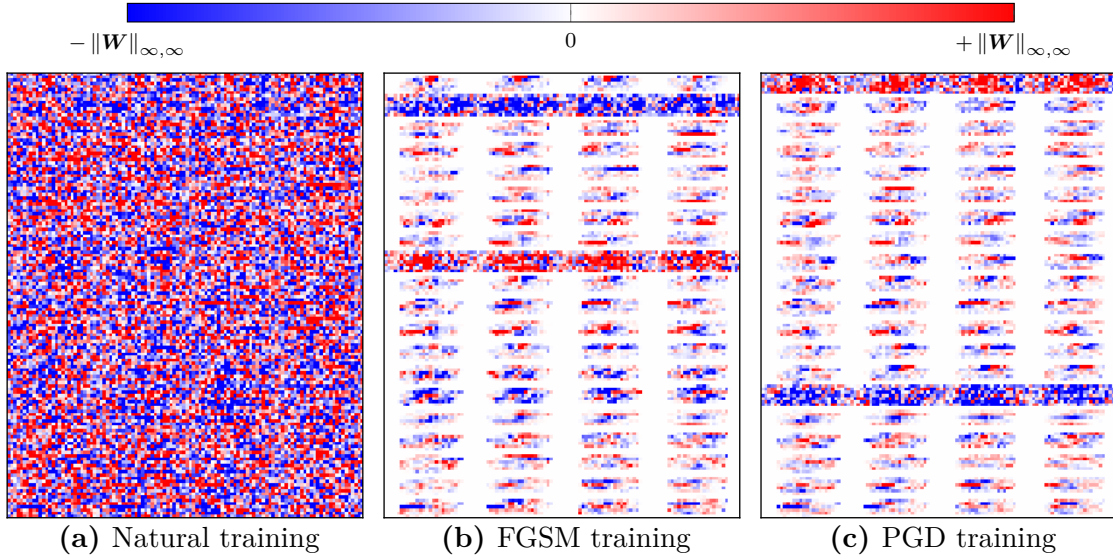 − ‖W‖∞,∞ 0 + ‖W‖∞,∞
(a) Natural training (b) FGSM training (c) PGD training